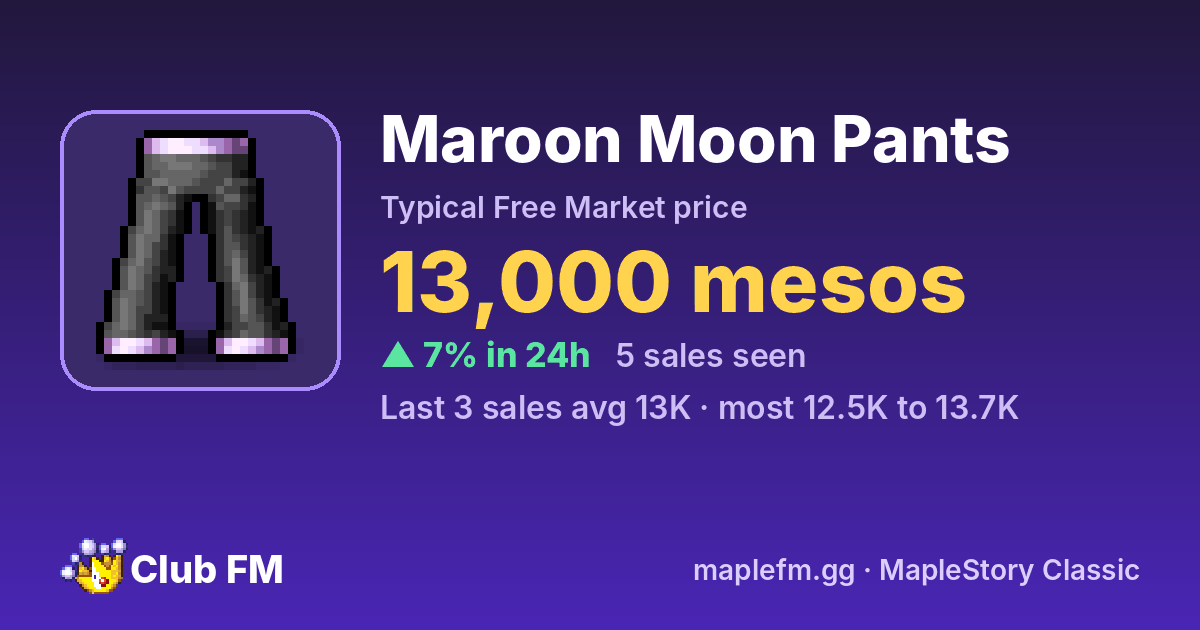 Maroon Moon Pants
Typical Free Market price
13,000 mesos
▲ 7% in 24h 5 sales seen
Last 3 sales avg 13K · most 12.5K to 13.7K
Club FM
maplefm.gg · MapleStory Classic